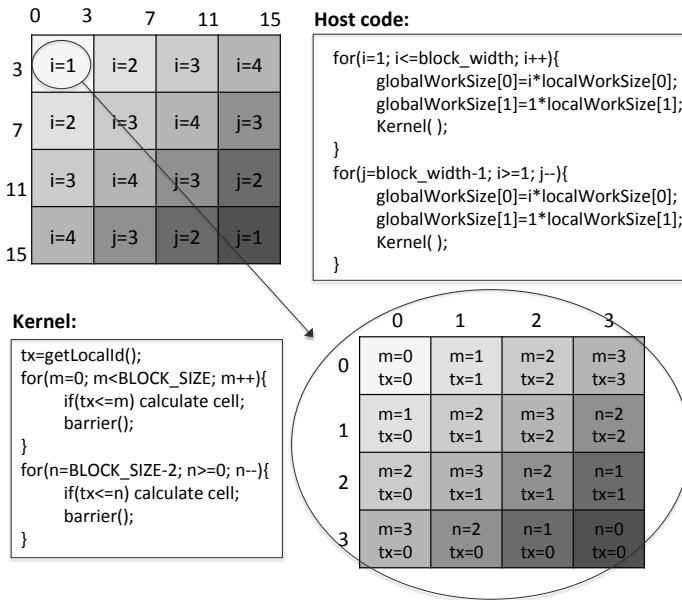 0 3 7 11 15
3 i=1 i=2 i=3 i=4
7 i=2 i=3 i=4 j=3
11 i=3 i=4 j=3 j=2
15 i=4 j=3 j=2 j=1
Host code:
for(i=1; i<=block_width; i++){
globalWorkSize[0]=i*localWorkSize[0];
globalWorkSize[1]=1*localWorkSize[1];
Kernel( );
}
for(j=block_width-1; i>=1; j--){
globalWorkSize[0]=i*localWorkSize[0];
globalWorkSize[1]=1*localWorkSize[1];
Kernel( );
}
Kernel:
tx=getLocalId();
for(m=0; m<BLOCK_SIZE; m++){
if(tx<=m) calculate cell;
barrier();
}
for(n=BLOCK_SIZE-2; n>=0; n--){
if(tx<=n) calculate cell;
barrier();
}
0 1 2 3
0 m=0 m=1 m=2 m=3
tx=0 tx=1 tx=2 tx=3
1 m=1 m=2 m=3 n=2
tx=0 tx=1 tx=2 tx=2
2 m=2 m=3 n=2 n=1
tx=0 tx=1 tx=1 tx=1
3 m=3 n=2 n=1 n=0
tx=0 tx=0 tx=0 tx=0